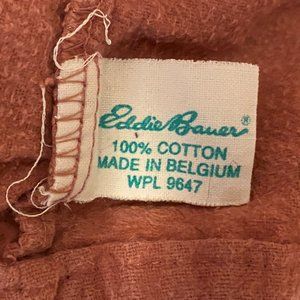 Eddie Bauer®
100% COTTON
MADE IN BELGIUM
WPL 9647